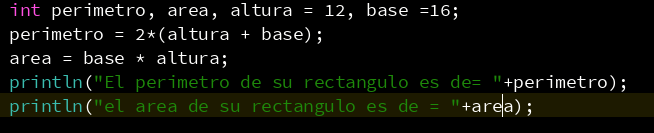 int perimetro, area, altura = 12, base =16;
perimetro = 2*(altura + base);
area = base * altura;
println("El perimetro de su rectangulo es de= "+perimetro);
println("el area de su rectangulo es de = "+area);